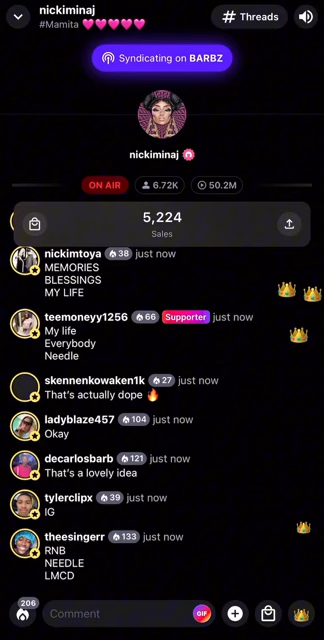 nickiminaj
#Mamita 💗💗💗💗💗
Threads
Syndicating on BARBZ
nickiminaj
ON AIR
6.72K
50.2M
5,224
Sales
nickimtoya 38 just now
MEMORIES
BLESSINGS
MY LIFE
teemoneyy1256 66 Supporter just now
My life
Everybody
Needle
skennenkowaken1k 27 just now
That's actually dope 🔥
ladyblaze457 104 just now
Okay
decarlosbarb 121 just now
That's a lovely idea
tylerclipx 39 just now
IG
theesingerr 133 just now
RNB
NEEDLE
LMCD
206
Comment
GIF